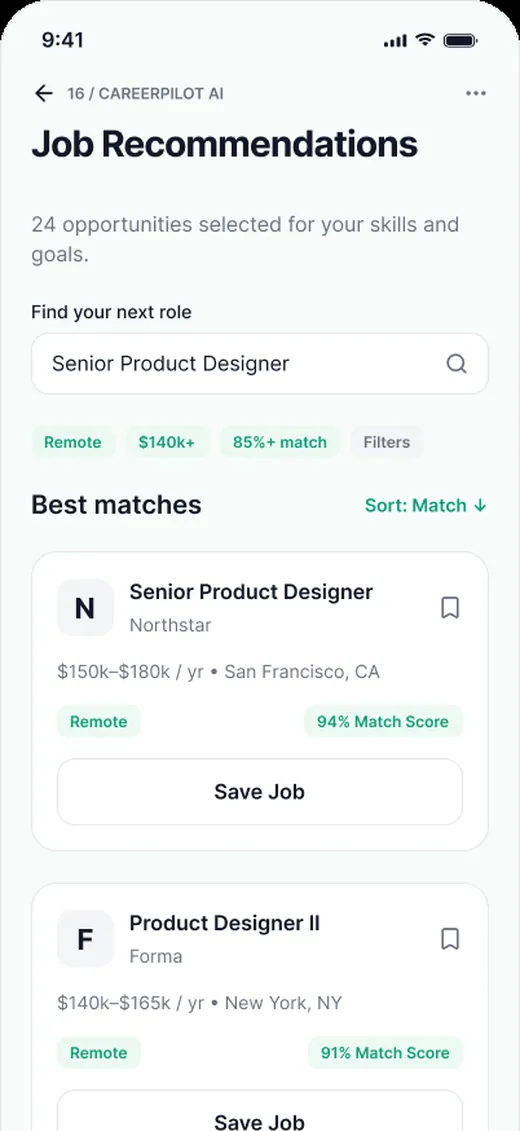 9:41
16 / CAREERPILOT AI
Job Recommendations
24 opportunities selected for your skills and
goals.
Find your next role
Senior Product Designer
Remote $140k+ 85%+ match Filters
Best matches Sort: Match ↓
N Senior Product Designer
Northstar
$150k–$180k / yr • San Francisco, CA
Remote 94% Match Score
Save Job
F Product Designer II
Forma
$140k–$165k / yr • New York, NY
Remote 91% Match Score
Save Job